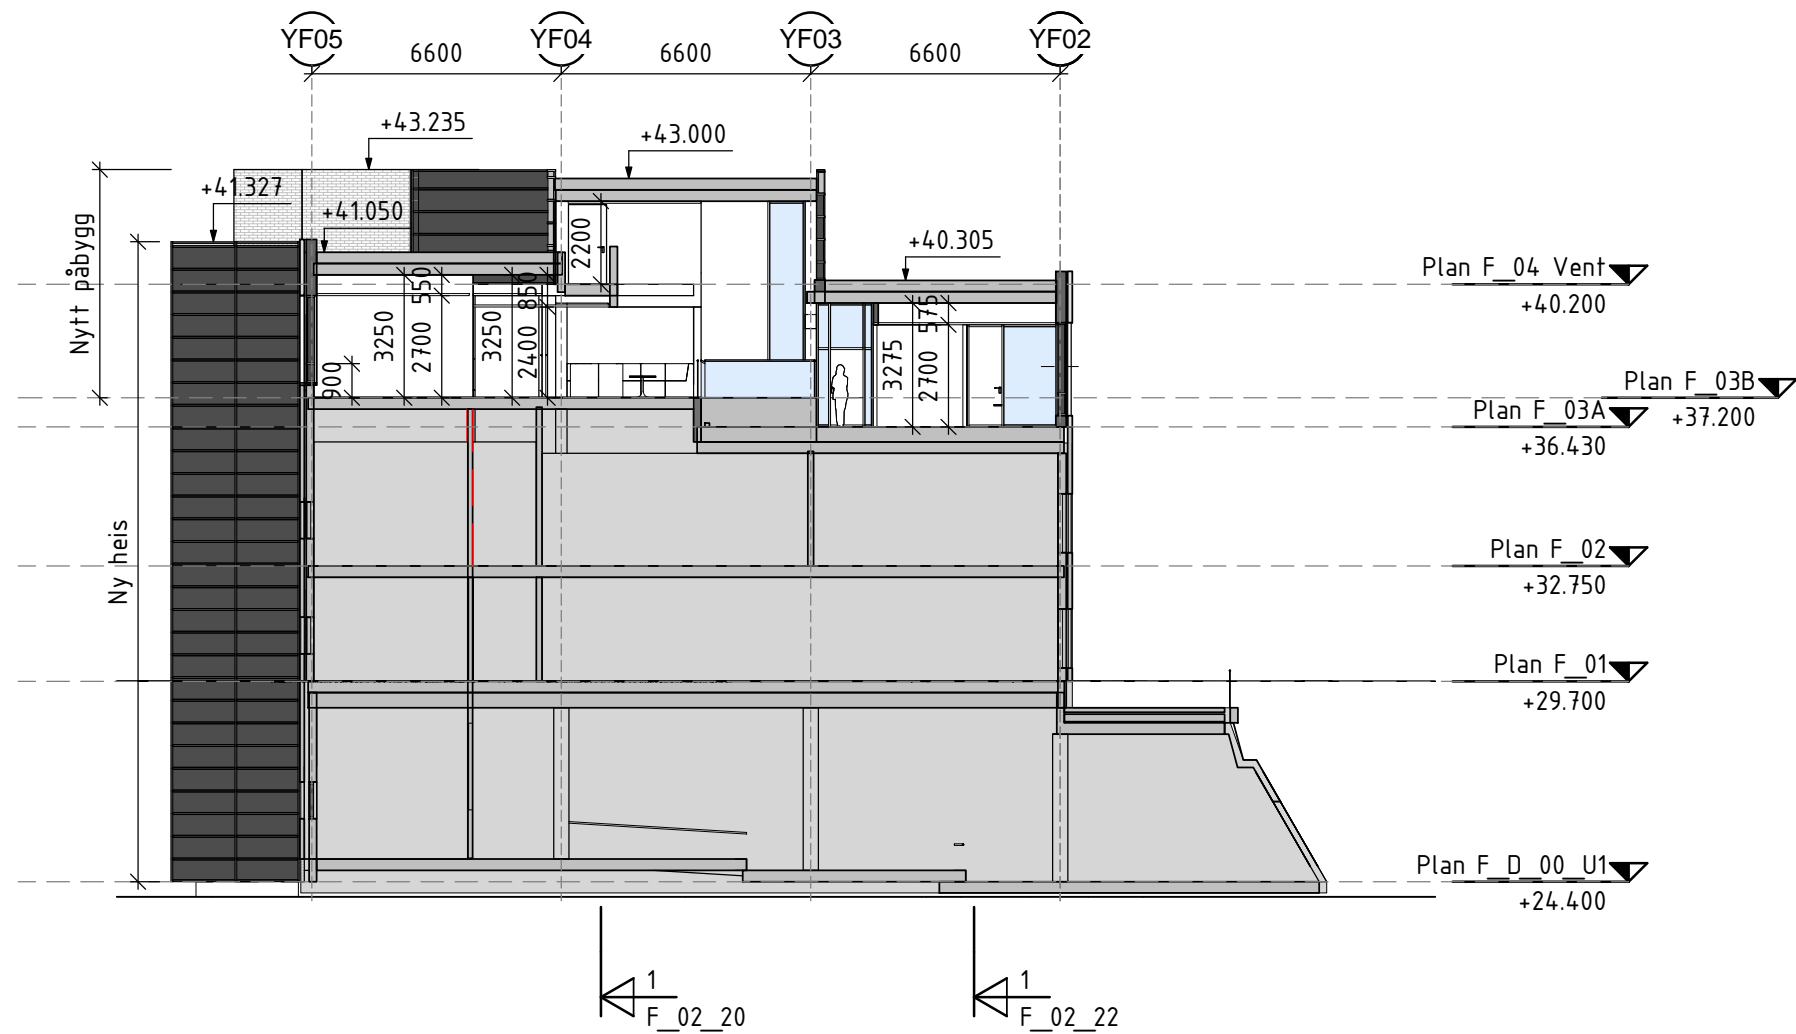 YF05 YF04 YF03 YF02
6600 6600 6600
+43.235
+43.000
+41.327
+41.050
+40.305
Nytt påbygg
Ny heis
2200
550
850
575
3250
2700
3250
2400
900
3275
2700
Plan F_04 Vent
+40.200
Plan F_03B
+37.200
Plan F_03A
+36.430
Plan F_02
+32.750
Plan F_01
+29.700
Plan F_D_00_U1
+24.400
1
F_02_20
1
F_02_22